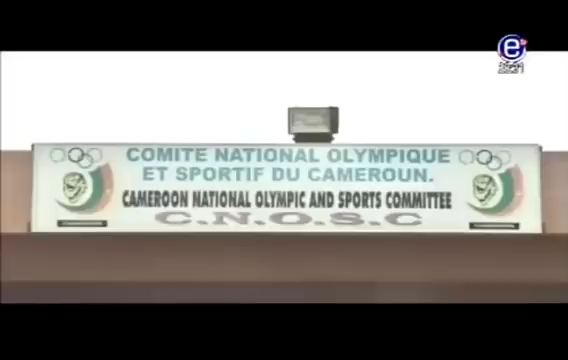 COMITE NATIONAL OLYMPIQUE
ET SPORTIF DU CAMEROUN.
CAMEROON NATIONAL OLYMPIC AND SPORTS COMMITTEE
C.N.O.S.C